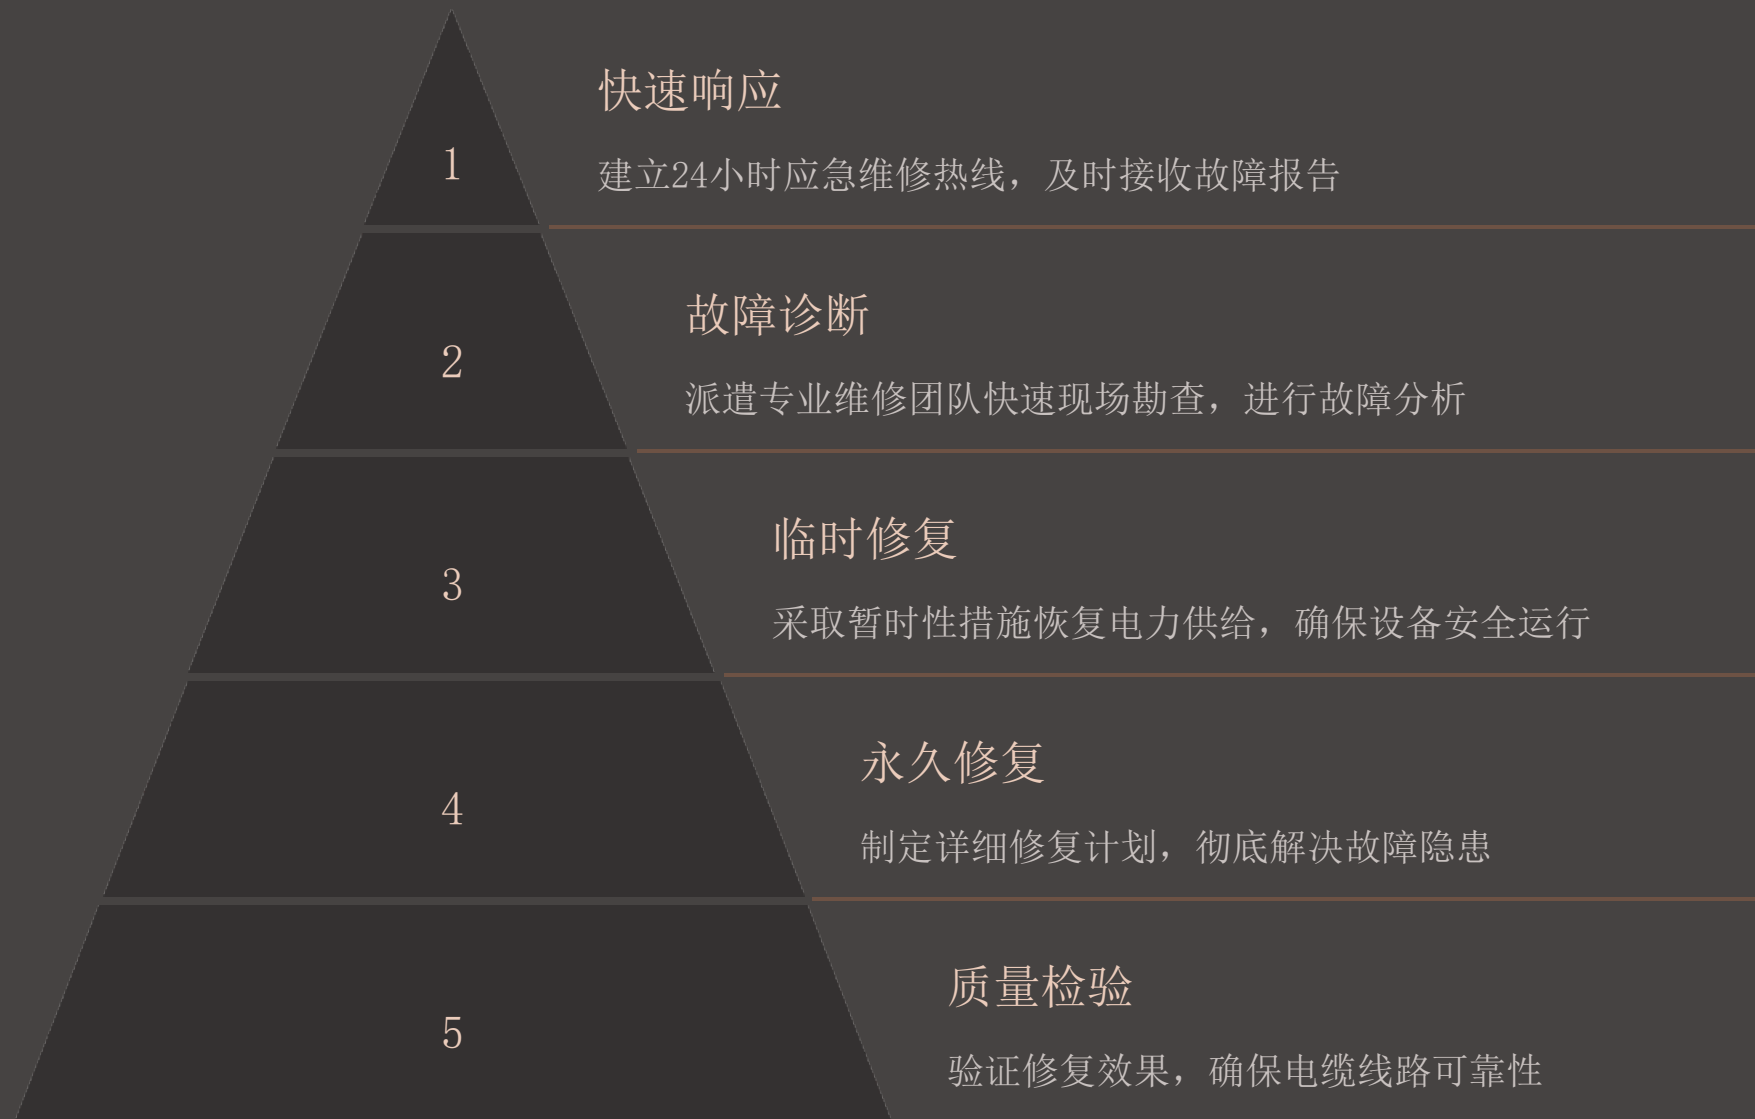 1
快速响应
建立24小时应急维修热线，及时接收故障报告
2
故障诊断
派遣专业维修团队快速现场勘查，进行故障分析
3
临时修复
采取暂时性措施恢复电力供给，确保设备安全运行
4
永久修复
制定详细修复计划，彻底解决故障隐患
5
质量检验
验证修复效果，确保电缆线路可靠性